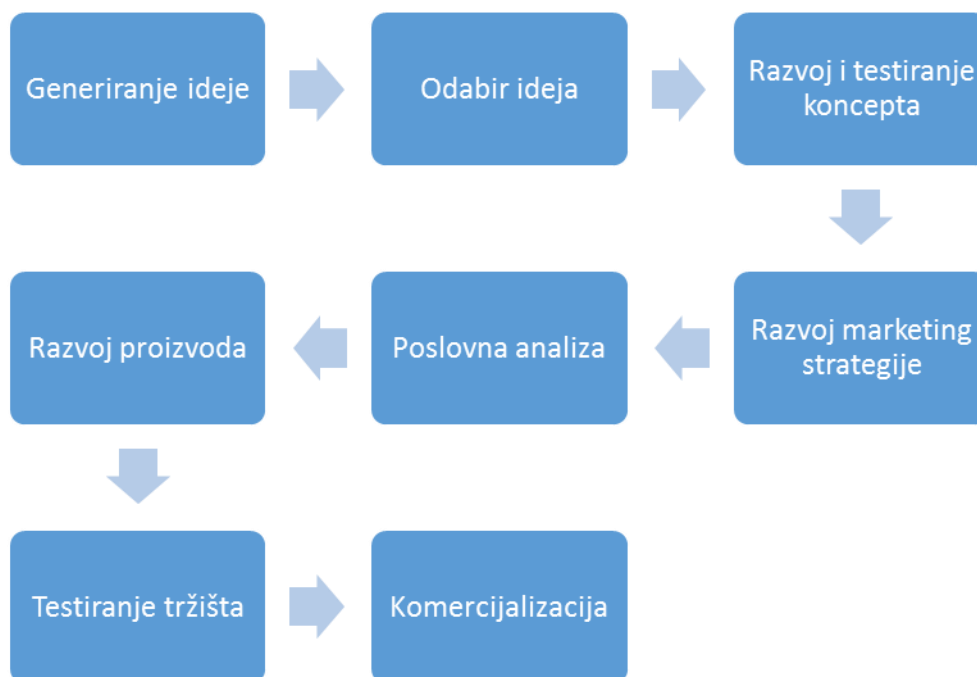 Generiranje ideje
Odabir ideja
Razvoj i testiranje
koncepta
Razvoj marketing
strategije
Poslovna analiza
Razvoj proizvoda
Testiranje tržišta
Komercijalizacija